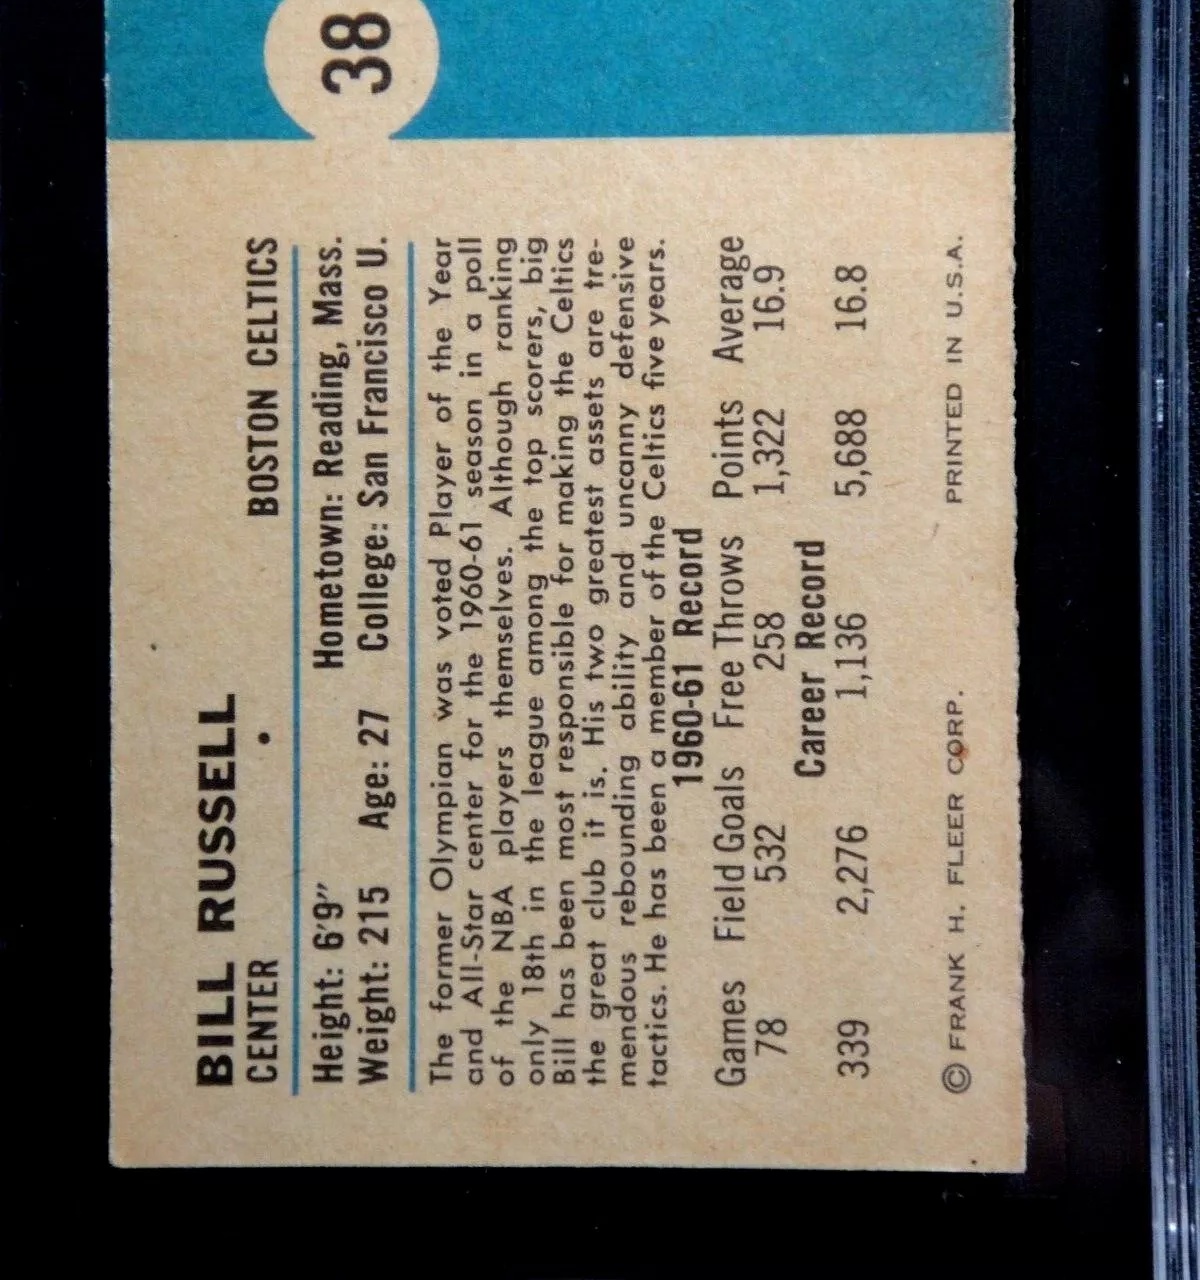 38
BILL RUSSELL
CENTER • BOSTON CELTICS
Height: 6'9" Hometown: Reading, Mass.
Weight: 215 Age: 27 College: San Francisco U.
The former Olympian was voted Player of the Year
and All-Star center for the 1960-61 season in a poll
of the NBA players themselves. Although ranking
only 18th in the league among the top scorers, big
Bill has been most responsible for making the Celtics
the great club it is. His two greatest assets are tre-
mendous rebounding ability and uncanny defensive
tactics. He has been a member of the Celtics five years.
1960-61 Record
Games Field Goals Free Throws Points Average
78 532 258 1,322 16.9
Career Record
339 2,276 1,136 5,688 16.8
© FRANK H. FLEER CORP. PRINTED IN U.S.A.